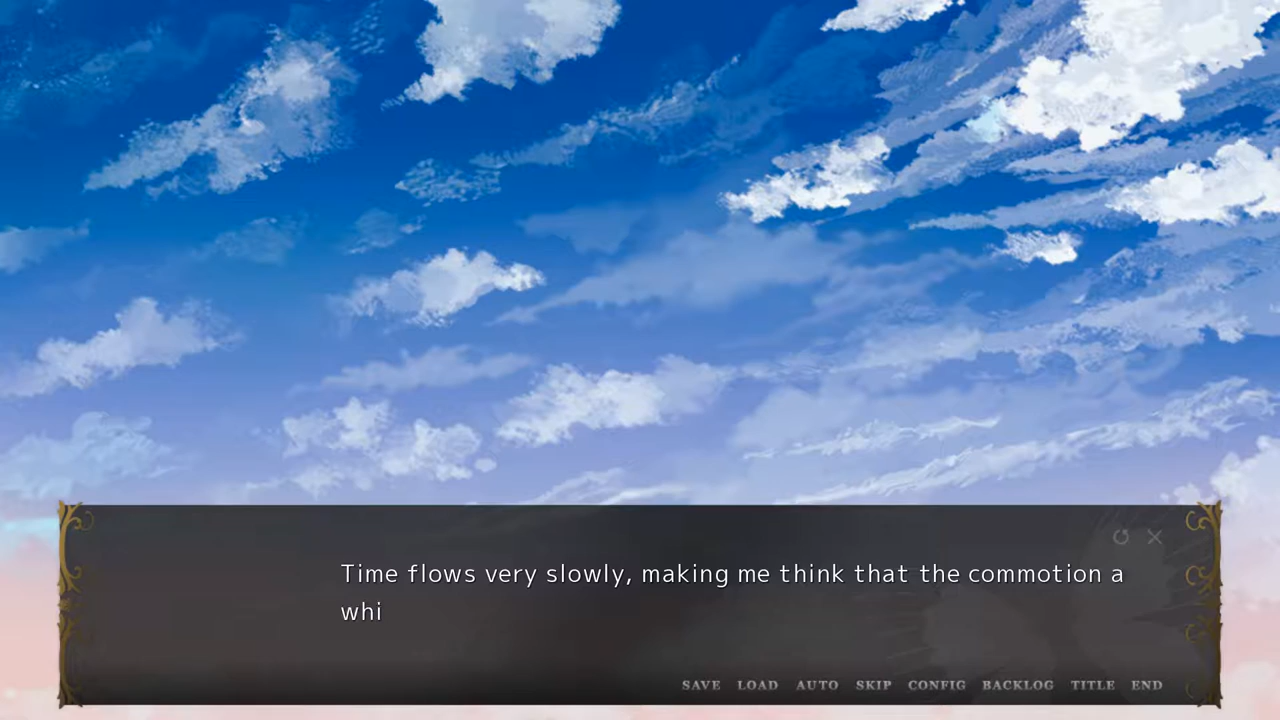 Time flows very slowly, making me think that the commotion a
whi
SAVE LOAD AUTO SKIP CONFIG BACKLOG TITLE END